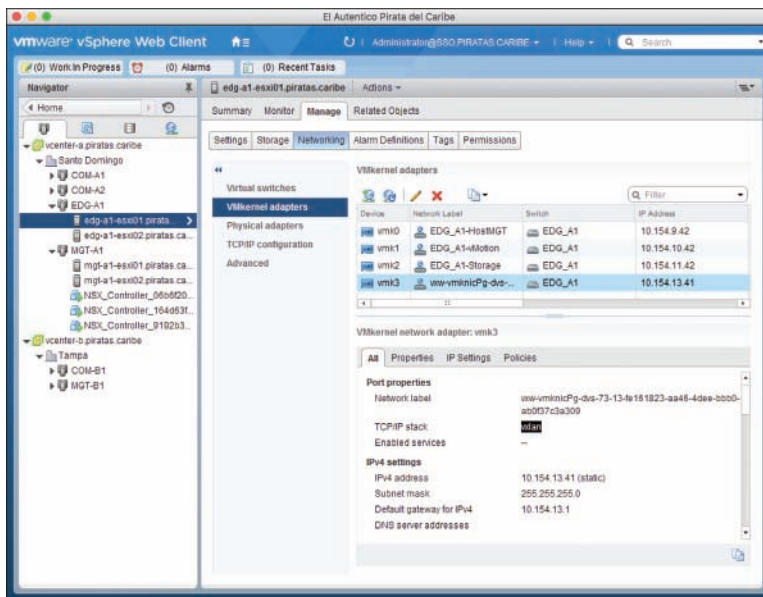 El Autentico Pirata del Caribe
vmware vSphere Web Client
Administrator@SSO.PIRATAS.CARIBE
Help
Search
(0) Work In Progress
(0) Alarms
(0) Recent Tasks
Navigator
edg-a1-esxi01.piratas.caribe
Actions
Home
Summary
Monitor
Manage
Related Objects
Settings
Storage
Networking
Alarm Definitions
Tags
Permissions
vcenter-a.piratas.caribe
Santo Domingo
COM-A1
COM-A2
EDG-A1
edg-a1-esxi01.pirata...
edg-a1-esxi02.piratas.ca...
MGT-A1
mgt-a1-esxi01.piratas.ca...
mgt-a1-esxi02.piratas.ca...
NSX_Controller_06b6f20...
NSX_Controller_164d63f...
NSX_Controller_9192b3...
vcenter-b.piratas.caribe
Tampa
COM-B1
MGT-B1
Virtual switches
VMkernel adapters
Physical adapters
TCP/IP configuration
Advanced
VMkernel adapters
Filter
Device Network Label Switch IP Address
vmk0 EDG_A1-HostMGT EDG_A1 10.154.9.42
vmk1 EDG_A1-vMotion EDG_A1 10.154.10.42
vmk2 EDG_A1-Storage EDG_A1 10.154.11.42
vmk3 vxw-vmknicPg-dvs-... EDG_A1 10.154.13.41
VMkernel network adapter: vmk3
All
Properties
IP Settings
Policies
Port properties
Network label vxw-vmknicPg-dvs-73-13-fe161823-aa46-4dee-bbb0-
ab0f37c3a309
TCP/IP stack vxlan
Enabled services --
IPv4 settings
IPv4 address 10.154.13.41 (static)
Subnet mask 255.255.255.0
Default gateway for IPv4 10.154.13.1
DNS server addresses